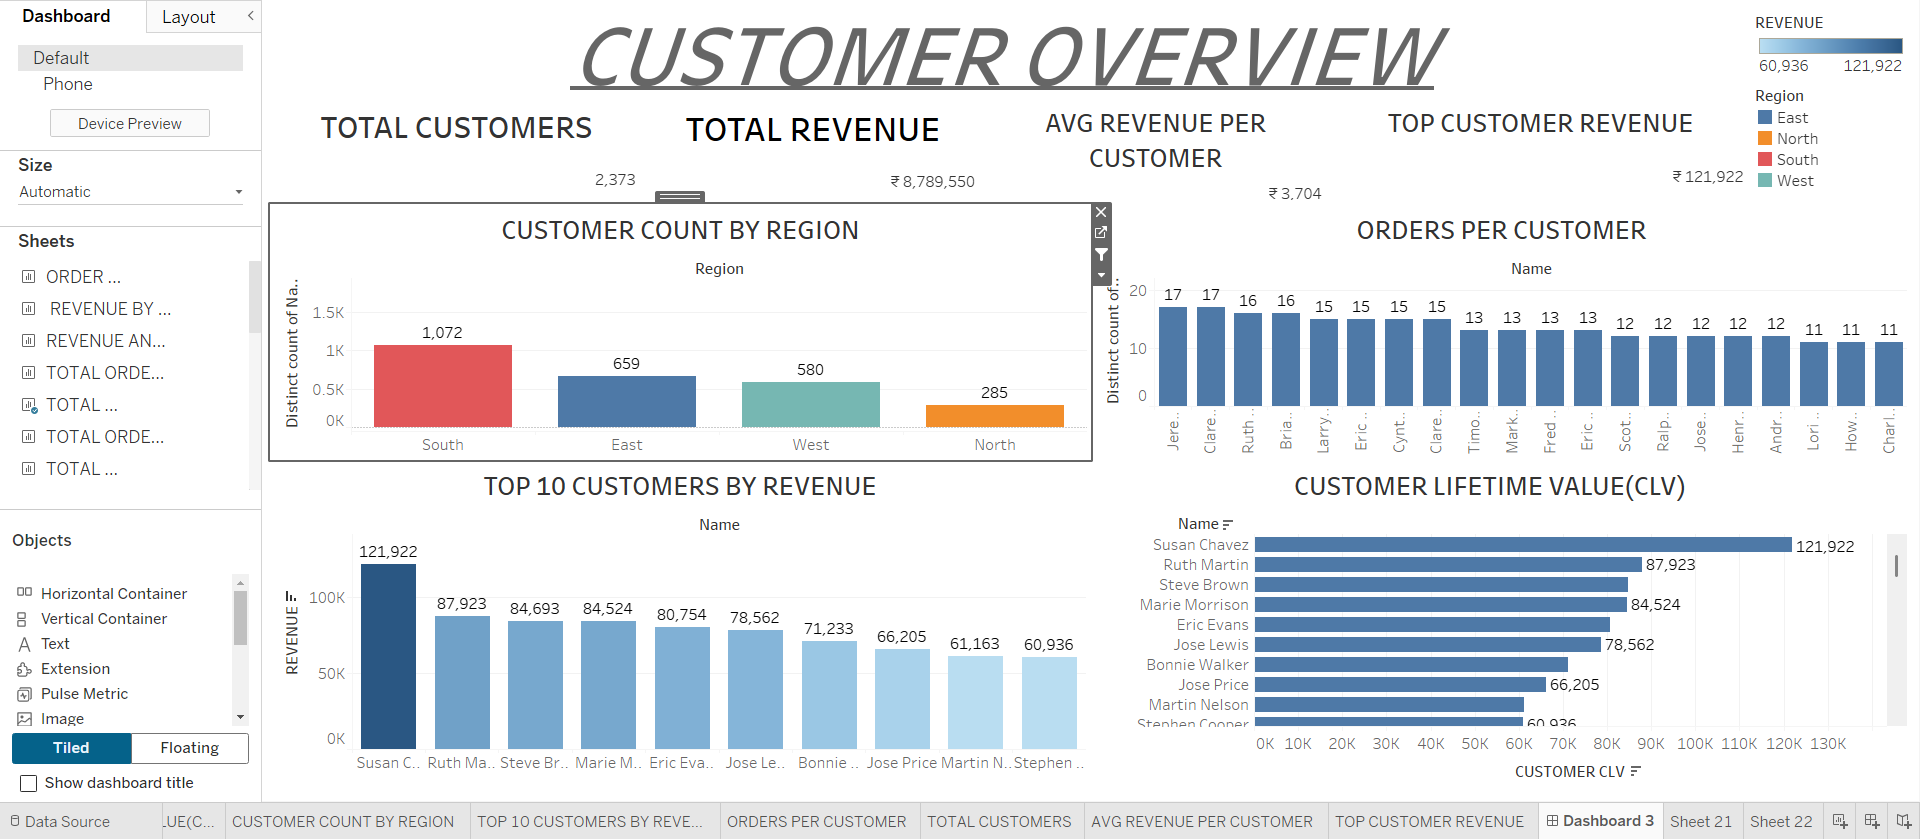 Dashboard
Layout
Default
Phone
Device Preview
Size
Automatic
Sheets
ORDER ...
REVENUE BY ...
REVENUE AN...
TOTAL ORDE...
TOTAL ...
TOTAL ORDE...
TOTAL ...
Objects
Horizontal Container
Vertical Container
Text
Extension
Pulse Metric
Image
Tiled
Floating
Show dashboard title
CUSTOMER OVERVIEW
TOTAL CUSTOMERS
2,373
TOTAL REVENUE
₹ 8,789,550
AVG REVENUE PER
CUSTOMER
₹ 3,704
TOP CUSTOMER REVENUE
₹ 121,922
REVENUE
60,936 121,922
Region
East
North
South
West
CUSTOMER COUNT BY REGION
Region
Distinct count of Na..
1.5K
1K
0.5K
0K
1,072
659
580
285
South East West North
ORDERS PER CUSTOMER
Name
Distinct count of..
20
10
0
17 17 16 16 15 15 15 15 13 13 13 13 12 12 12 12 12 11 11 11
Jere.. Clare.. Ruth .. Bria.. Larry.. Eric .. Cynt.. Clare.. Timo.. Mark.. Fred .. Eric .. Scot.. Ralp.. Jose.. Henr.. Andr.. Lori .. How.. Charl..
TOP 10 CUSTOMERS BY REVENUE
Name
REVENUE
100K
50K
0K
121,922 87,923 84,693 84,524 80,754 78,562 71,233 66,205 61,163 60,936
Susan C.. Ruth Ma.. Steve Br.. Marie M.. Eric Eva.. Jose Le.. Bonnie .. Jose Price Martin N.. Stephen ..
CUSTOMER LIFETIME VALUE(CLV)
Name
Susan Chavez 121,922
Ruth Martin 87,923
Steve Brown
Marie Morrison 84,524
Eric Evans
Jose Lewis 78,562
Bonnie Walker
Jose Price 66,205
Martin Nelson
Stephen Cooper 60,936
0K 10K 20K 30K 40K 50K 60K 70K 80K 90K 100K 110K 120K 130K
CUSTOMER CLV
Data Source
.UE(C...
CUSTOMER COUNT BY REGION
TOP 10 CUSTOMERS BY REVE...
ORDERS PER CUSTOMER
TOTAL CUSTOMERS
AVG REVENUE PER CUSTOMER
TOP CUSTOMER REVENUE
Dashboard 3
Sheet 21
Sheet 22